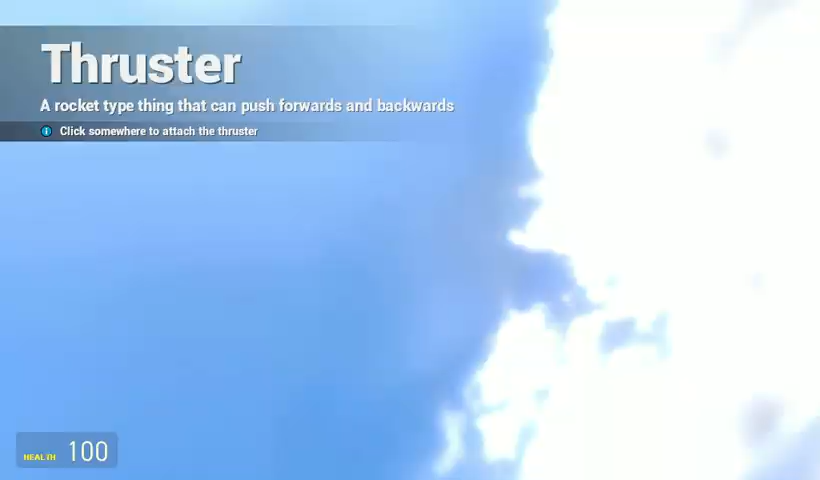 Thruster
A rocket type thing that can push forwards and backwards
Click somewhere to attach the thruster
HEALTH 100